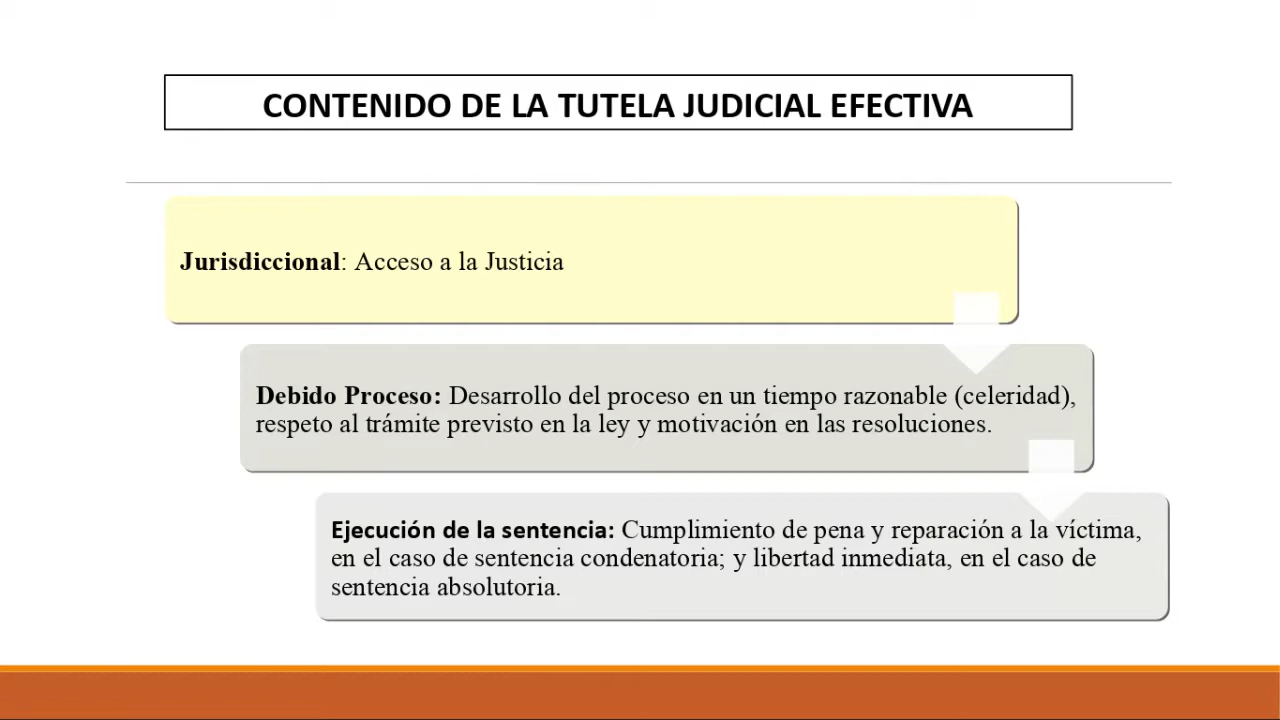 CONTENIDO DE LA TUTELA JUDICIAL EFECTIVA
Jurisdiccional: Acceso a la Justicia
Debido Proceso: Desarrollo del proceso en un tiempo razonable (celeridad),
respeto al trámite previsto en la ley y motivación en las resoluciones.
Ejecución de la sentencia: Cumplimiento de pena y reparación a la víctima,
en el caso de sentencia condenatoria; y libertad inmediata, en el caso de
sentencia absolutoria.